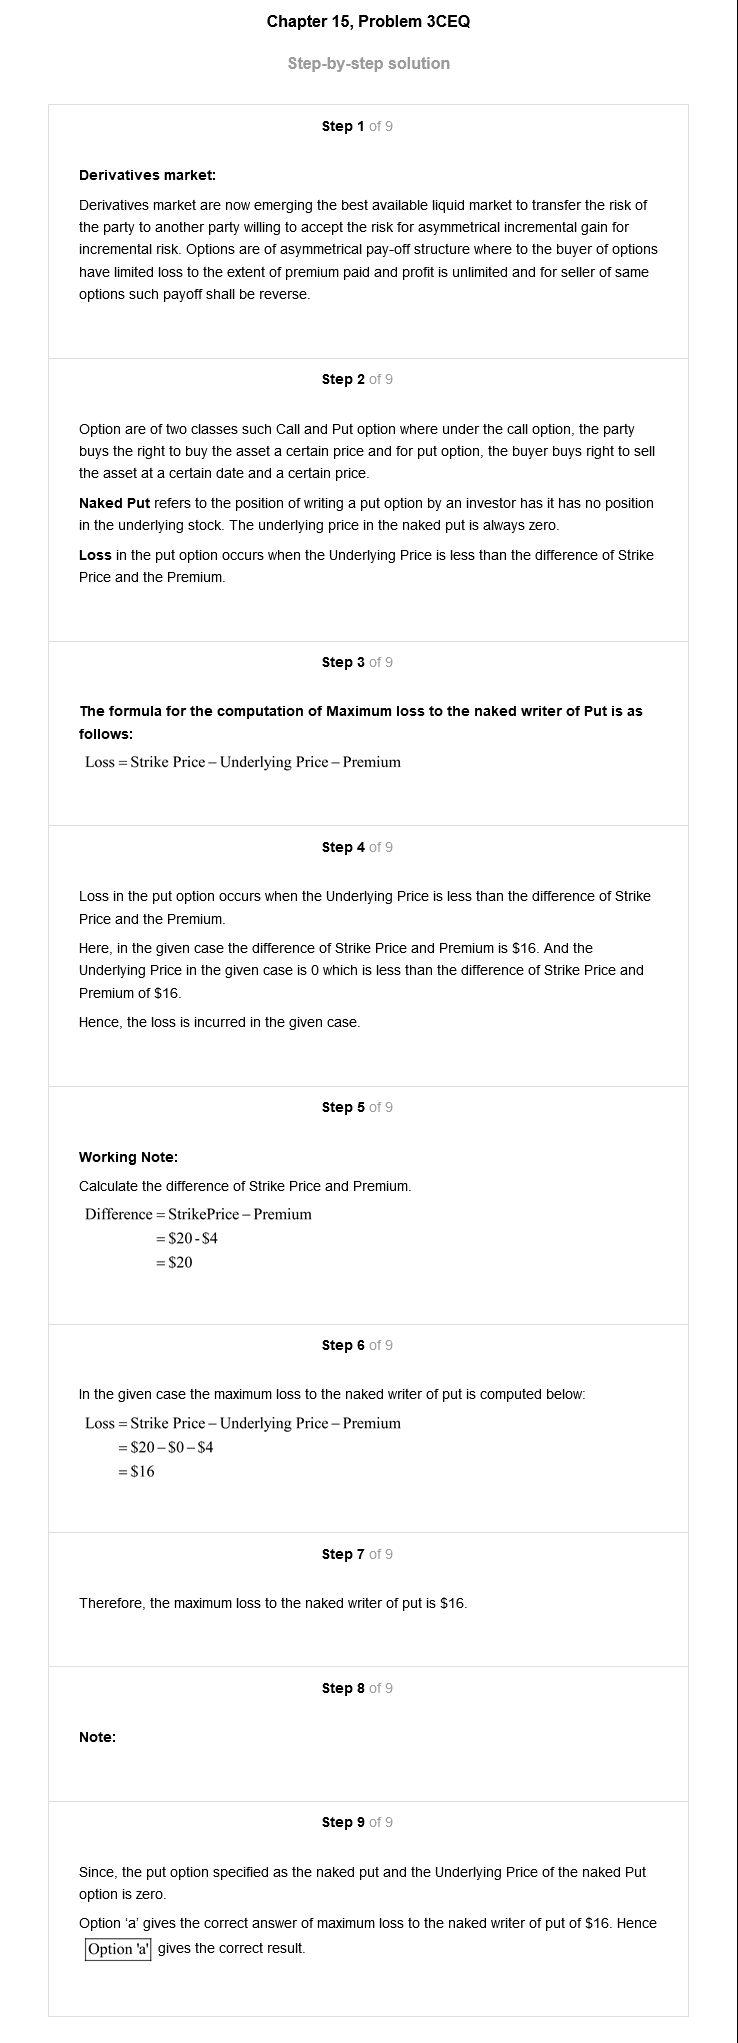 Chapter 15, Problem 3CEQ
Step-by-step solution
Step 1 of 9
Derivatives market:
Derivatives market are now emerging the best available liquid market to transfer the risk of
the party to another party willing to accept the risk for asymmetrical incremental gain for
incremental risk. Options are of asymmetrical pay-off structure where to the buyer of options
have limited loss to the extent of premium paid and profit is unlimited and for seller of same
options such payoff shall be reverse.
Step 2 of 9
Option are of two classes such Call and Put option where under the call option, the party
buys the right to buy the asset a certain price and for put option, the buyer buys right to sell
the asset at a certain date and a certain price.
Naked Put refers to the position of writing a put option by an investor has it has no position
in the underlying stock. The underlying price in the naked put is always zero.
Loss in the put option occurs when the Underlying Price is less than the difference of Strike
Price and the Premium.
Step 3 of 9
The formula for the computation of Maximum loss to the naked writer of Put is as
follows:
Loss = Strike Price – Underlying Price – Premium
Step 4 of 9
Loss in the put option occurs when the Underlying Price is less than the difference of Strike
Price and the Premium.
Here, in the given case the difference of Strike Price and Premium is $16. And the
Underlying Price in the given case is 0 which is less than the difference of Strike Price and
Premium of $16.
Hence, the loss is incurred in the given case.
Step 5 of 9
Working Note:
Calculate the difference of Strike Price and Premium.
Difference = StrikePrice – Premium
= $20 - $4
= $20
Step 6 of 9
In the given case the maximum loss to the naked writer of put is computed below:
Loss = Strike Price – Underlying Price – Premium
= $20 – $0 – $4
= $16
Step 7 of 9
Therefore, the maximum loss to the naked writer of put is $16.
Step 8 of 9
Note:
Step 9 of 9
Since, the put option specified as the naked put and the Underlying Price of the naked Put
option is zero.
Option 'a' gives the correct answer of maximum loss to the naked writer of put of $16. Hence
Option 'a' gives the correct result.